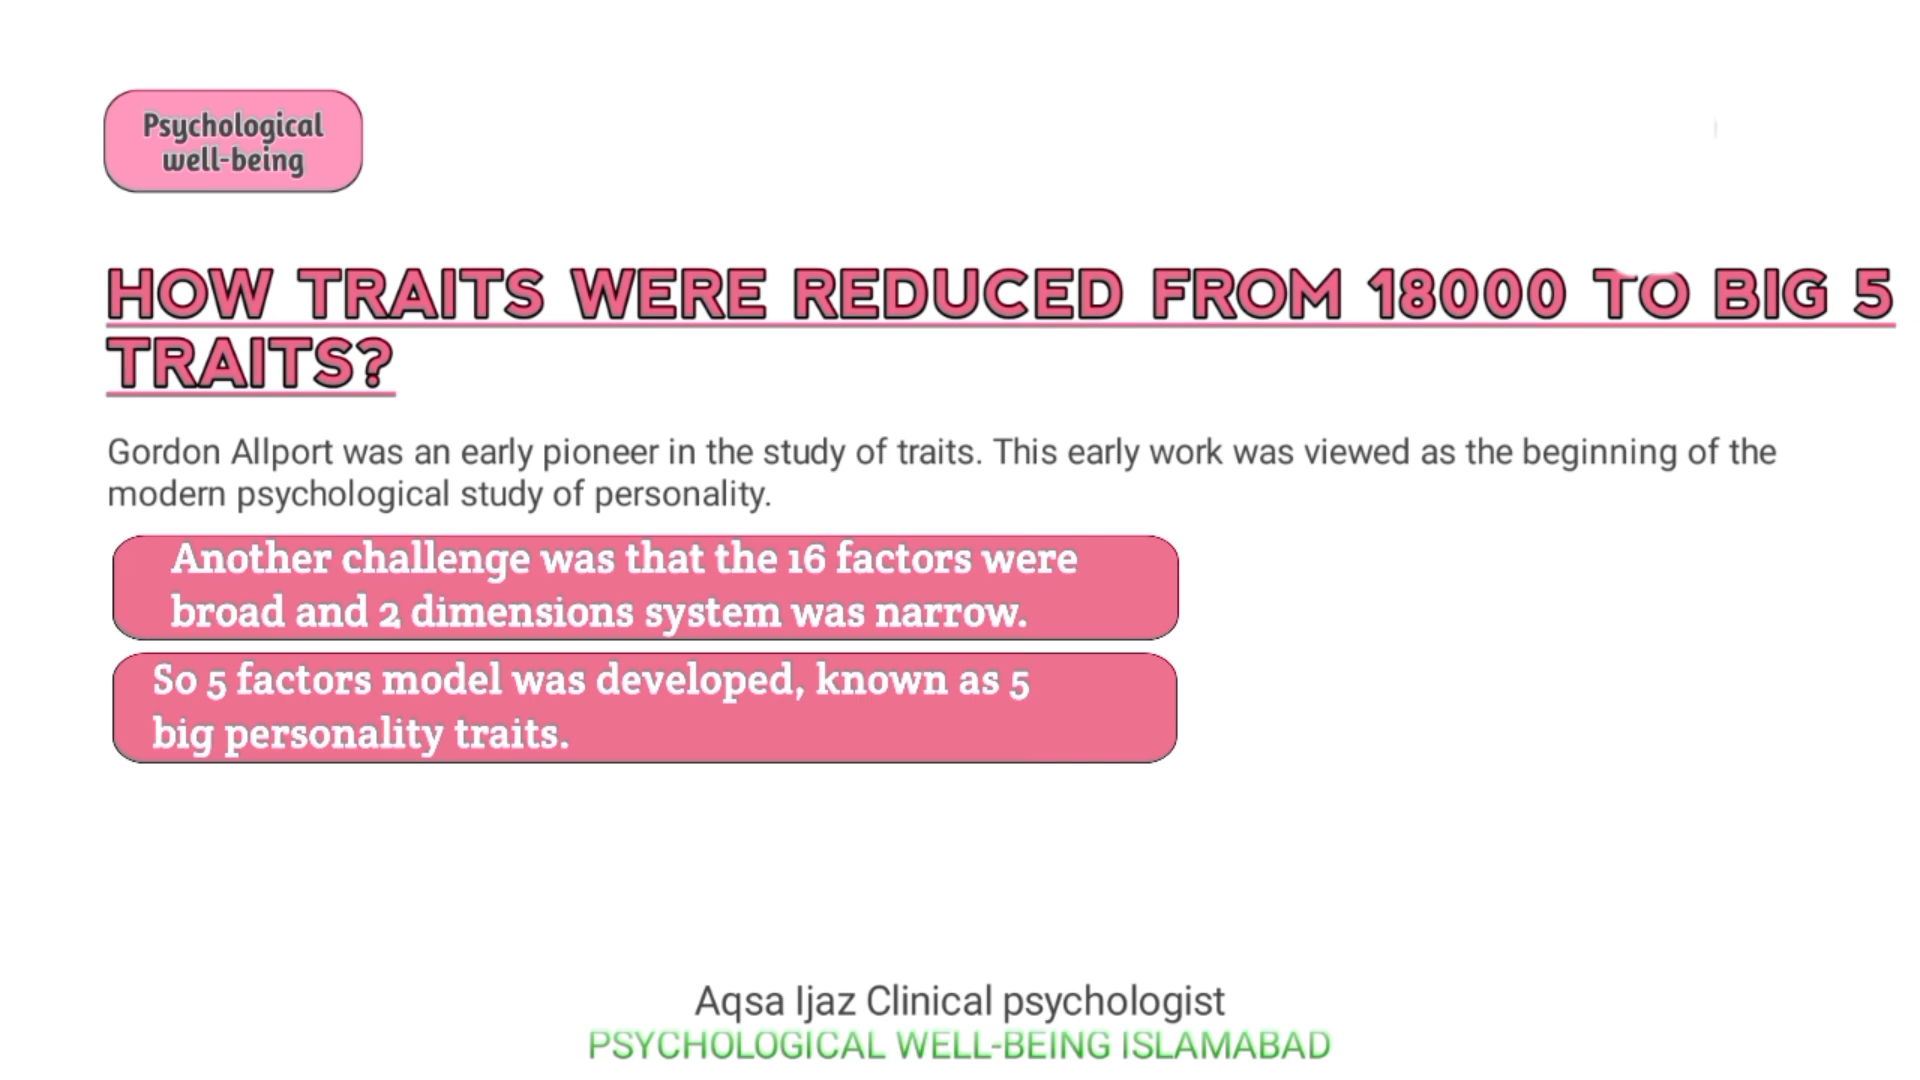 Psychological
well-being
HOW TRAITS WERE REDUCED FROM 18000 TO BIG 5
TRAITS?
Gordon Allport was an early pioneer in the study of traits. This early work was viewed as the beginning of the
modern psychological study of personality.
Another challenge was that the 16 factors were
broad and 2 dimensions system was narrow.
So 5 factors model was developed, known as 5
big personality traits.
Aqsa Ijaz Clinical psychologist
PSYCHOLOGICAL WELL-BEING ISLAMABAD